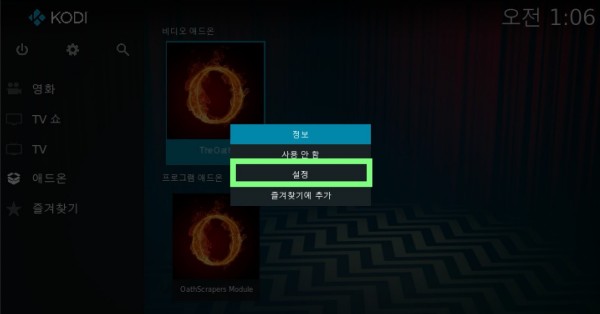 KODI
오전 1:06
비디오 애드온
영화
TV 쇼
TV
애드온
즐겨찾기
The Oath
정보
사용 안 함
설정
즐겨찾기에 추가
프로그램 애드온
OathScrapers Module